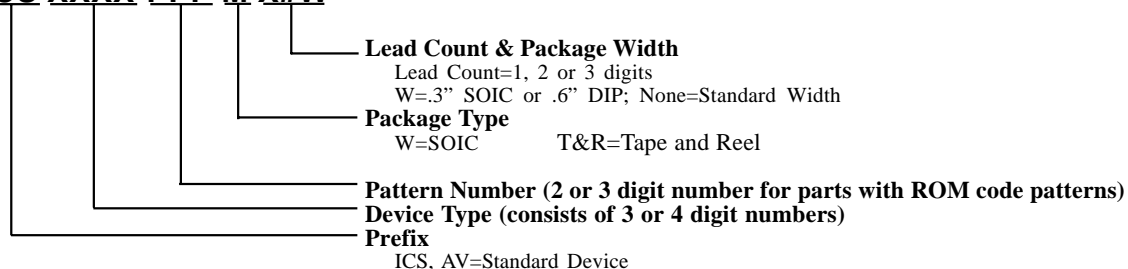 Lead Count & Package Width
Lead Count=1, 2 or 3 digits
W=.3” SOIC or .6” DIP; None=Standard Width
Package Type
W=SOIC T&R=Tape and Reel
Pattern Number (2 or 3 digit number for parts with ROM code patterns)
Device Type (consists of 3 or 4 digit numbers)
Prefix
ICS, AV=Standard Device